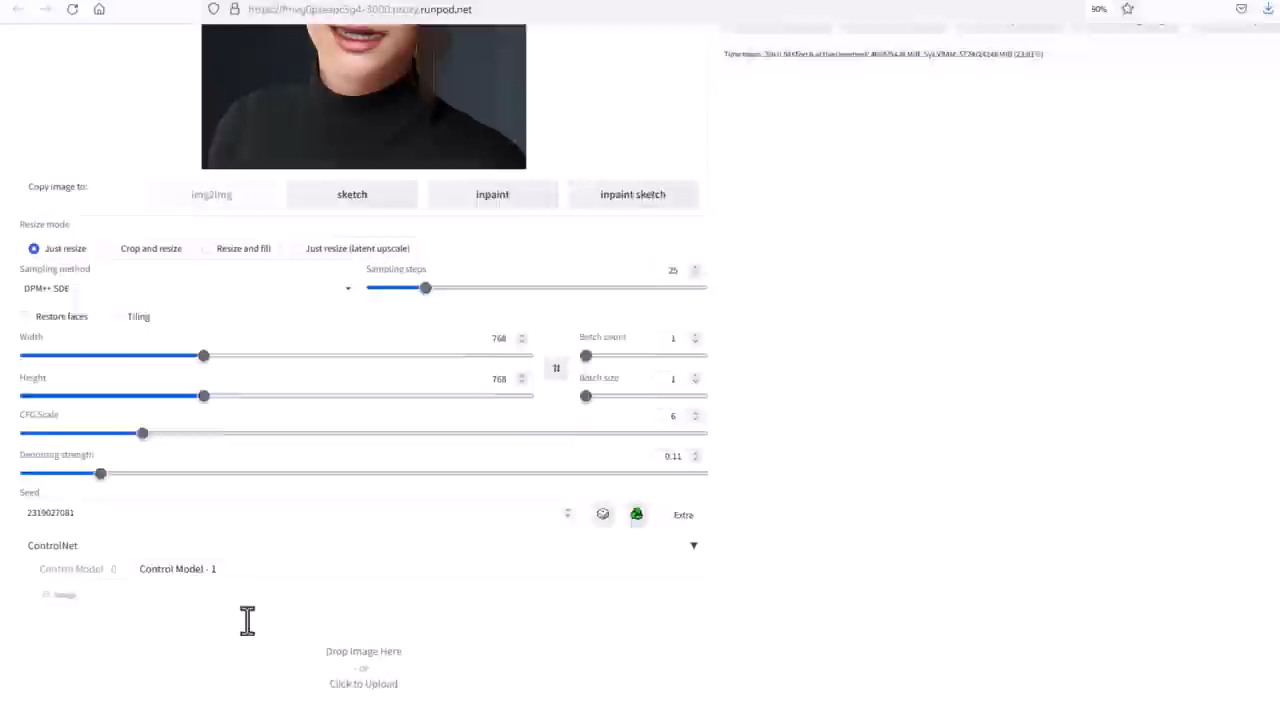 runpod.net
90%
Copy image to:
img2img sketch inpaint inpaint sketch
Resize mode
Just resize Crop and resize Resize and fill Just resize (latent upscale)
Sampling method Sampling steps 25
DPM++ SDE
Restore faces Tiling
Width 768 Batch count 1
Height 768 Batch size 1
CFG Scale 6
Denoising strength 0.11
Seed
2319027081 Extra
ControlNet
Control Model - 0 Control Model - 1
Image
Drop Image Here
- or -
Click to Upload